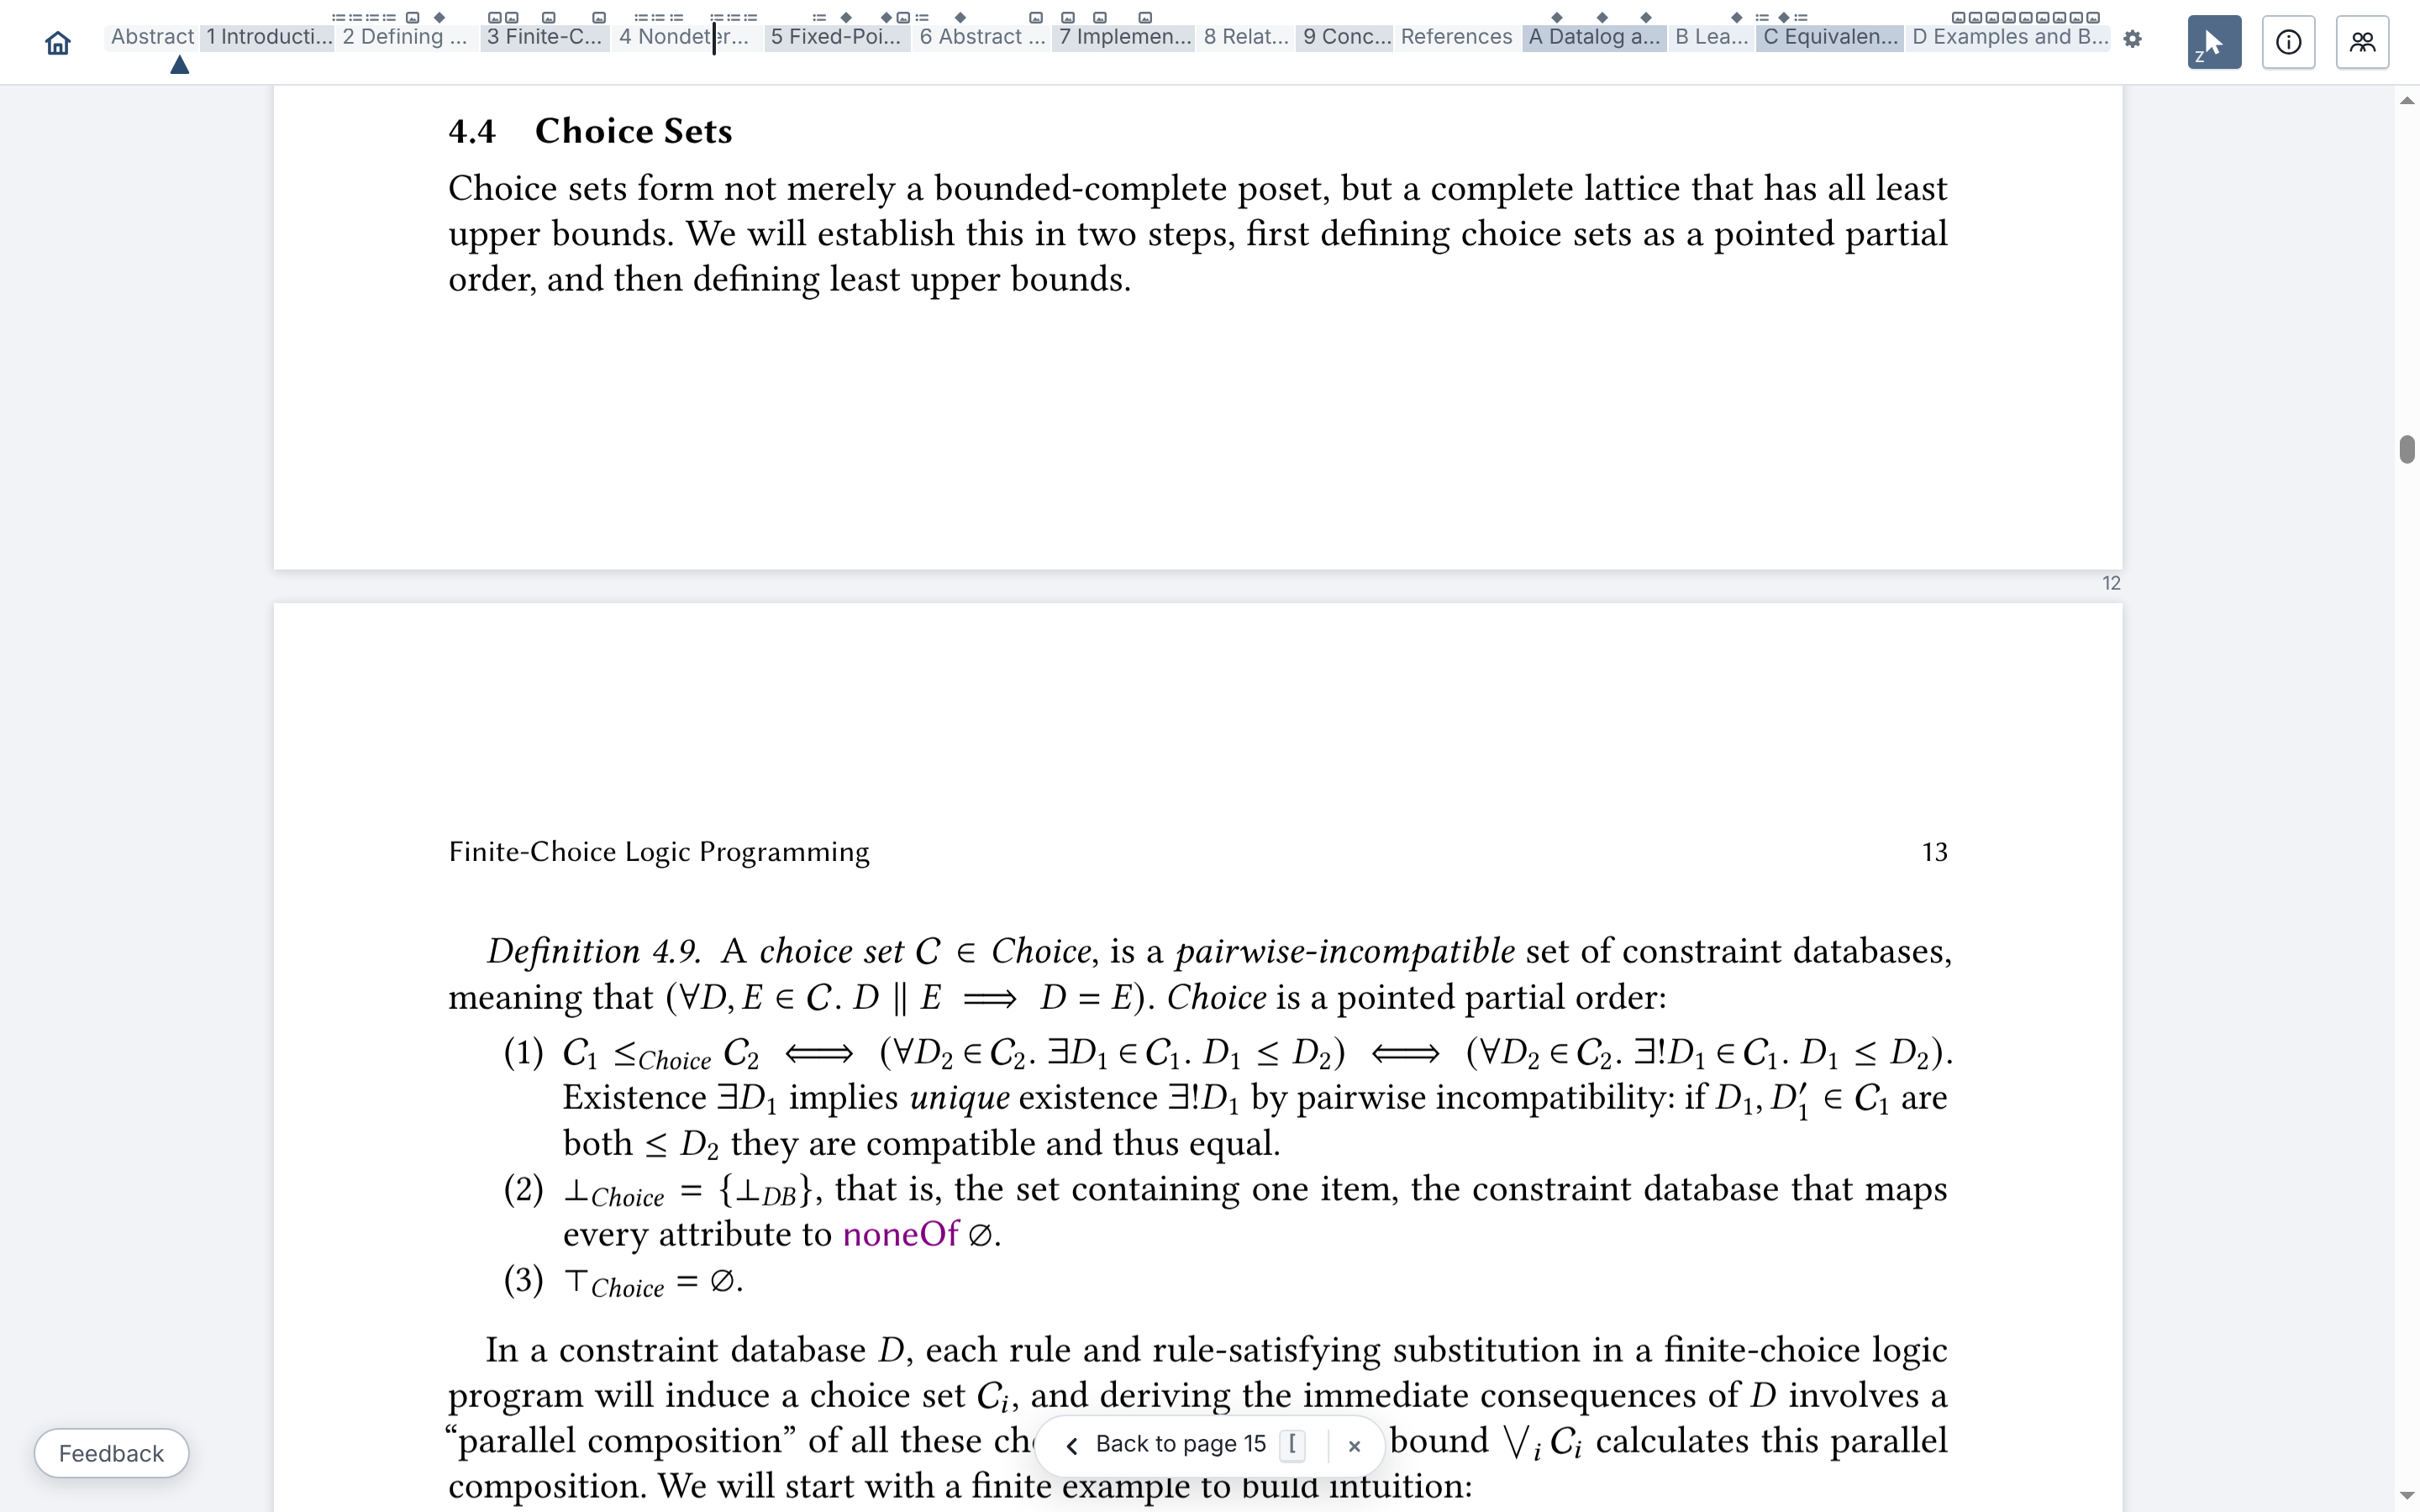 Abstract 1 Introducti... 2 Defining ... 3 Finite-C... 4 Nondeter... 5 Fixed-Poi... 6 Abstract ... 7 Implemen... 8 Relat... 9 Conc... References A Datalog a... B Lea... C Equivalen... D Examples and B... Z
4.4 Choice Sets
Choice sets form not merely a bounded-complete poset, but a complete lattice that has all least
upper bounds. We will establish this in two steps, first defining choice sets as a pointed partial
order, and then defining least upper bounds.
12
Finite-Choice Logic Programming 13
Definition 4.9. A choice set 𝒞 ∈ Choice, is a pairwise-incompatible set of constraint databases,
meaning that (∀D, E ∈ 𝒞. D ∥ E ⟹ D = E). Choice is a pointed partial order:
(1) 𝒞₁ ≤_Choice 𝒞₂ ⟺ (∀D₂ ∈ 𝒞₂. ∃D₁ ∈ 𝒞₁. D₁ ≤ D₂) ⟺ (∀D₂ ∈ 𝒞₂. ∃!D₁ ∈ 𝒞₁. D₁ ≤ D₂).
Existence ∃D₁ implies unique existence ∃!D₁ by pairwise incompatibility: if D₁, D₁′ ∈ 𝒞₁ are
both ≤ D₂ they are compatible and thus equal.
(2) ⊥_Choice = {⊥_DB}, that is, the set containing one item, the constraint database that maps
every attribute to noneOf ∅.
(3) ⊤_Choice = ∅.
In a constraint database D, each rule and rule-satisfying substitution in a finite-choice logic
program will induce a choice set 𝒞ᵢ, and deriving the immediate consequences of D involves a
“parallel composition” of all these ch bound ⋁ᵢ 𝒞ᵢ calculates this parallel
composition. We will start with a finite example to build intuition:
Back to page 15 [ ×
Feedback